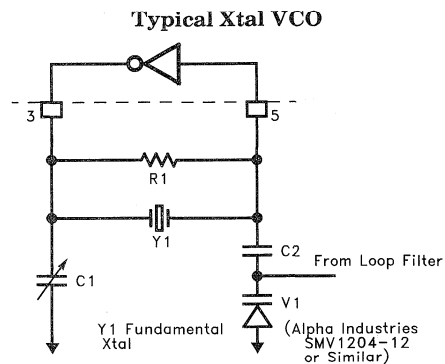 Typical Xtal VCO
3
5
R1
Y1
C2
From Loop Filter
C1
V1
Y1 Fundamental
Xtal
(Alpha Industries
SMV1204-12
or Similar)